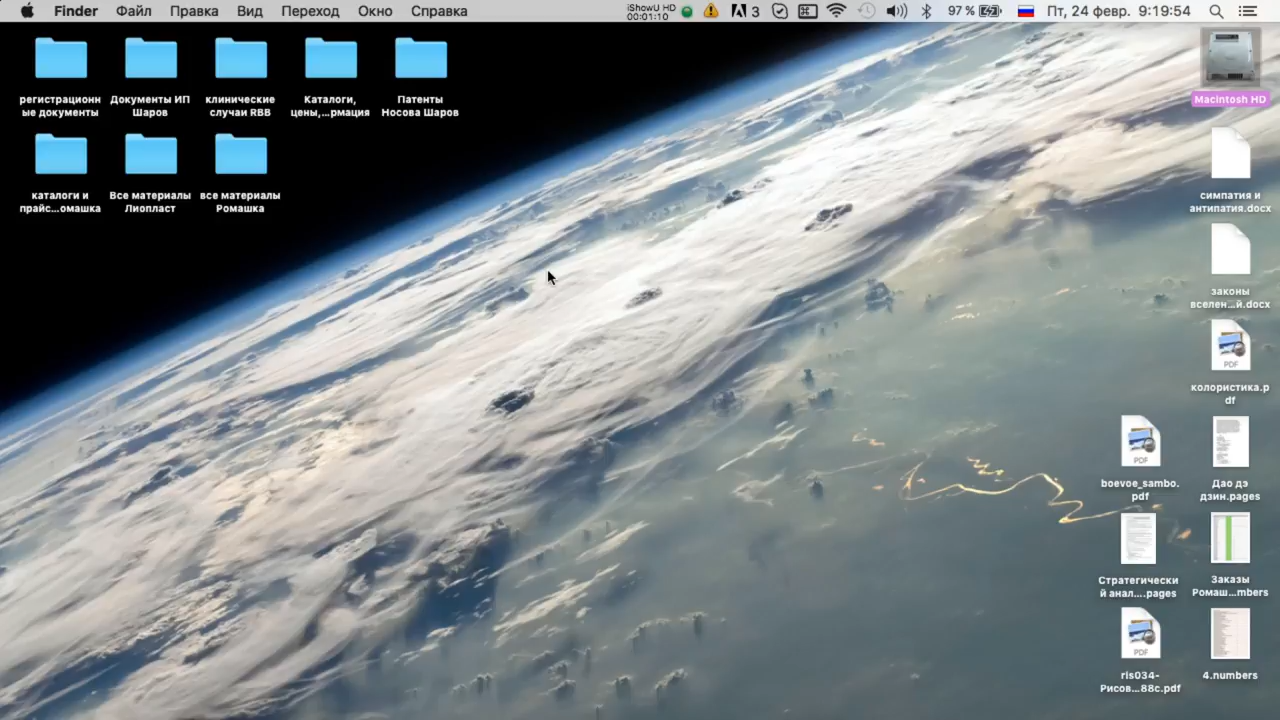 Finder Файл Правка Вид Переход Окно Справка iShowU HD 00:01:10 3 97 % Пт, 24 февр. 9:19:54
регистрационн
ые документы
Документы ИП
Шаров
клинические
случаи RBB
Каталоги,
цены,...рмация
Патенты
Носова Шаров
Macintosh HD
каталоги и
прайс...омашка
Все материалы
Лиопласт
все материалы
Ромашка
симпатия и
антипатия.docx
законы
вселен...й.docx
PDF
колористика.p
df
PDF
boevoe_sambo.
pdf
Дао дэ
дзин.pages
Стратегически
й анал....pages
Заказы
Ромаш...mbers
PDF
ris034-
Рисов...88c.pdf
4.numbers